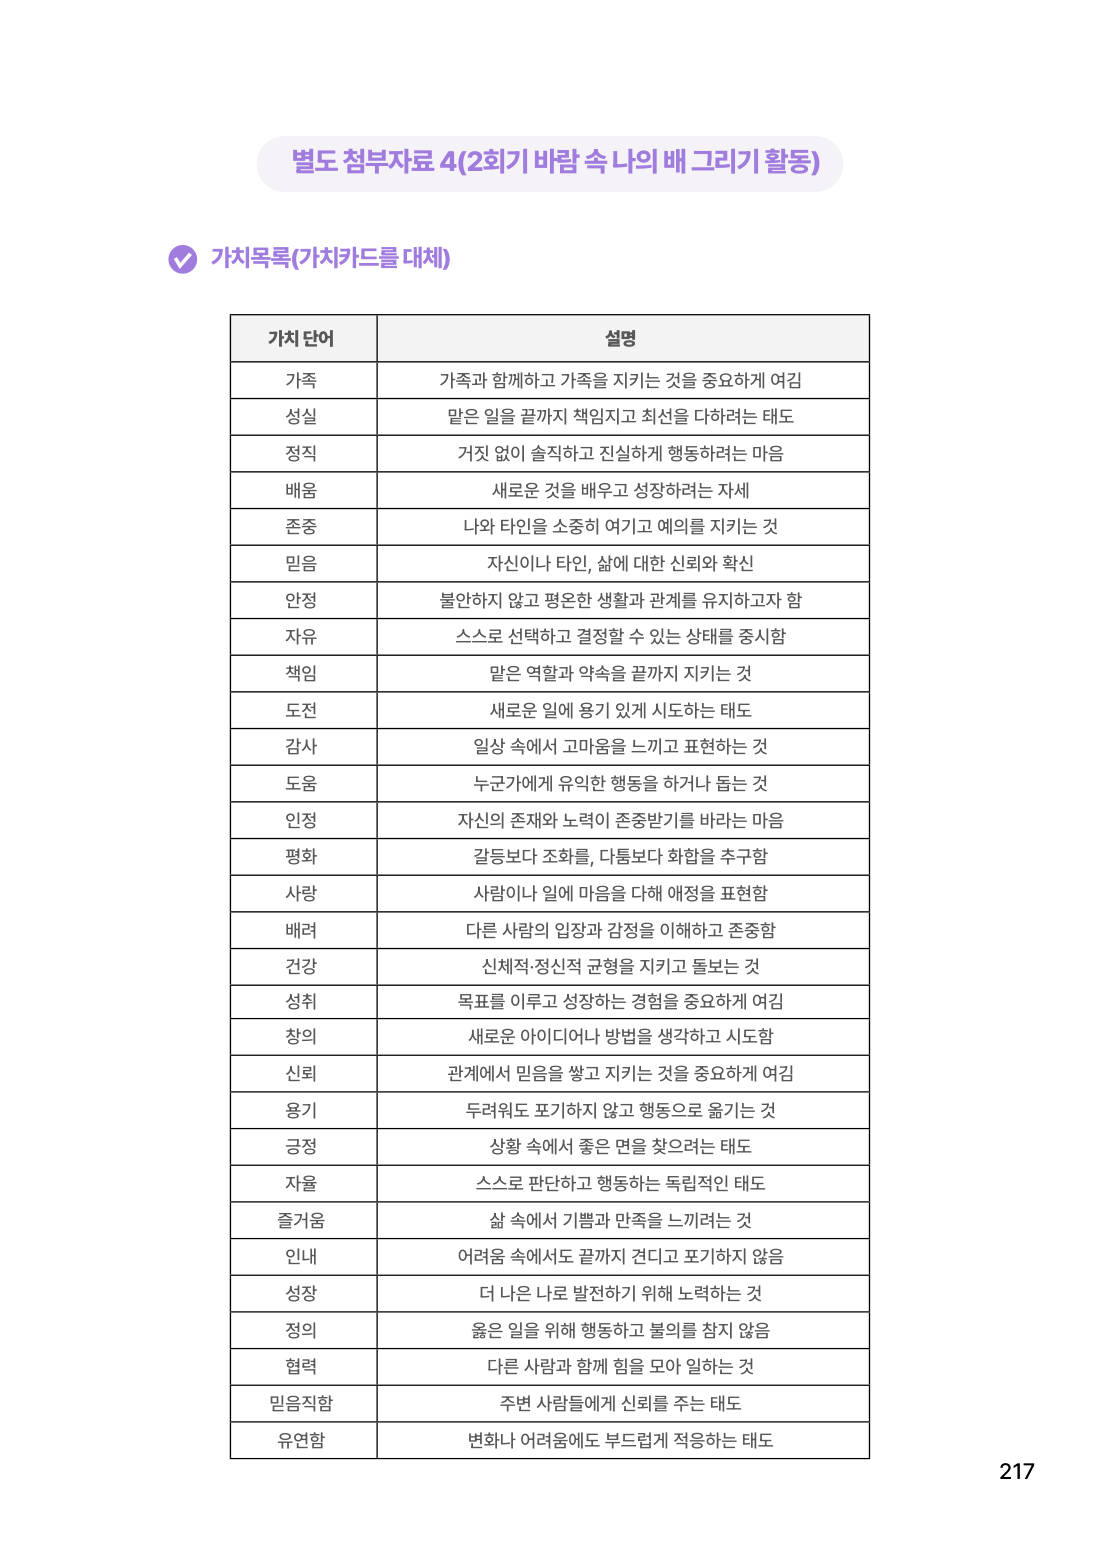 별도 첨부자료 4(2회기 바람 속 나의 배 그리기 활동)
가치목록(가치카드를 대체)
가치 단어 설명
가족 가족과 함께하고 가족을 지키는 것을 중요하게 여김
성실 맡은 일을 끝까지 책임지고 최선을 다하려는 태도
정직 거짓 없이 솔직하고 진실하게 행동하려는 마음
배움 새로운 것을 배우고 성장하려는 자세
존중 나와 타인을 소중히 여기고 예의를 지키는 것
믿음 자신이나 타인, 삶에 대한 신뢰와 확신
안정 불안하지 않고 평온한 생활과 관계를 유지하고자 함
자유 스스로 선택하고 결정할 수 있는 상태를 중시함
책임 맡은 역할과 약속을 끝까지 지키는 것
도전 새로운 일에 용기 있게 시도하는 태도
감사 일상 속에서 고마움을 느끼고 표현하는 것
도움 누군가에게 유익한 행동을 하거나 돕는 것
인정 자신의 존재와 노력이 존중받기를 바라는 마음
평화 갈등보다 조화를, 다툼보다 화합을 추구함
사랑 사람이나 일에 마음을 다해 애정을 표현함
배려 다른 사람의 입장과 감정을 이해하고 존중함
건강 신체적·정신적 균형을 지키고 돌보는 것
성취 목표를 이루고 성장하는 경험을 중요하게 여김
창의 새로운 아이디어나 방법을 생각하고 시도함
신뢰 관계에서 믿음을 쌓고 지키는 것을 중요하게 여김
용기 두려워도 포기하지 않고 행동으로 옮기는 것
긍정 상황 속에서 좋은 면을 찾으려는 태도
자율 스스로 판단하고 행동하는 독립적인 태도
즐거움 삶 속에서 기쁨과 만족을 느끼려는 것
인내 어려움 속에서도 끝까지 견디고 포기하지 않음
성장 더 나은 나로 발전하기 위해 노력하는 것
정의 옳은 일을 위해 행동하고 불의를 참지 않음
협력 다른 사람과 함께 힘을 모아 일하는 것
믿음직함 주변 사람들에게 신뢰를 주는 태도
유연함 변화나 어려움에도 부드럽게 적응하는 태도
217